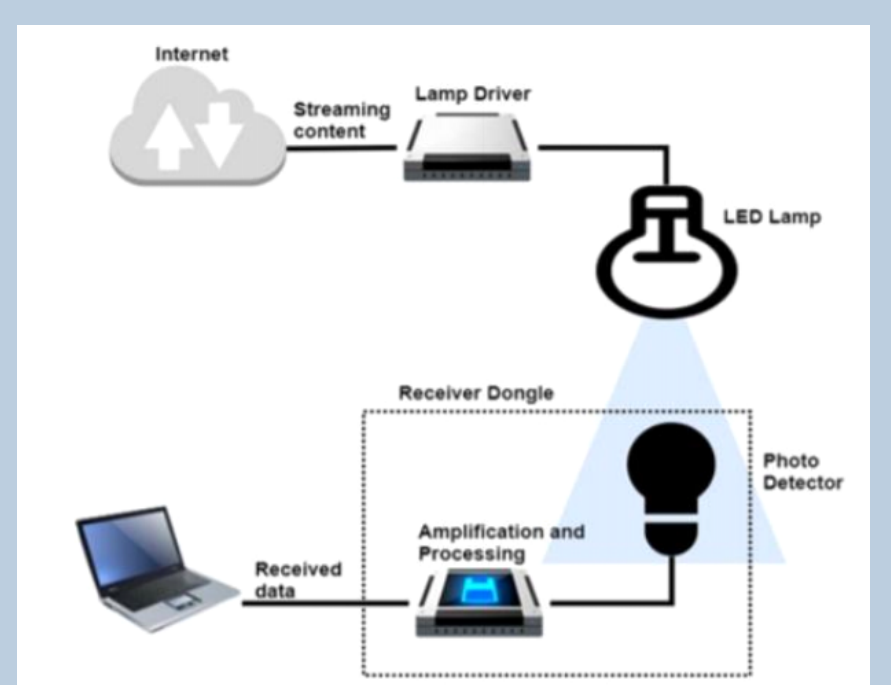 Internet
Lamp Driver
Streaming
content
LED Lamp
Receiver Dongle
Photo
Detector
Amplification and
Processing
Received
data